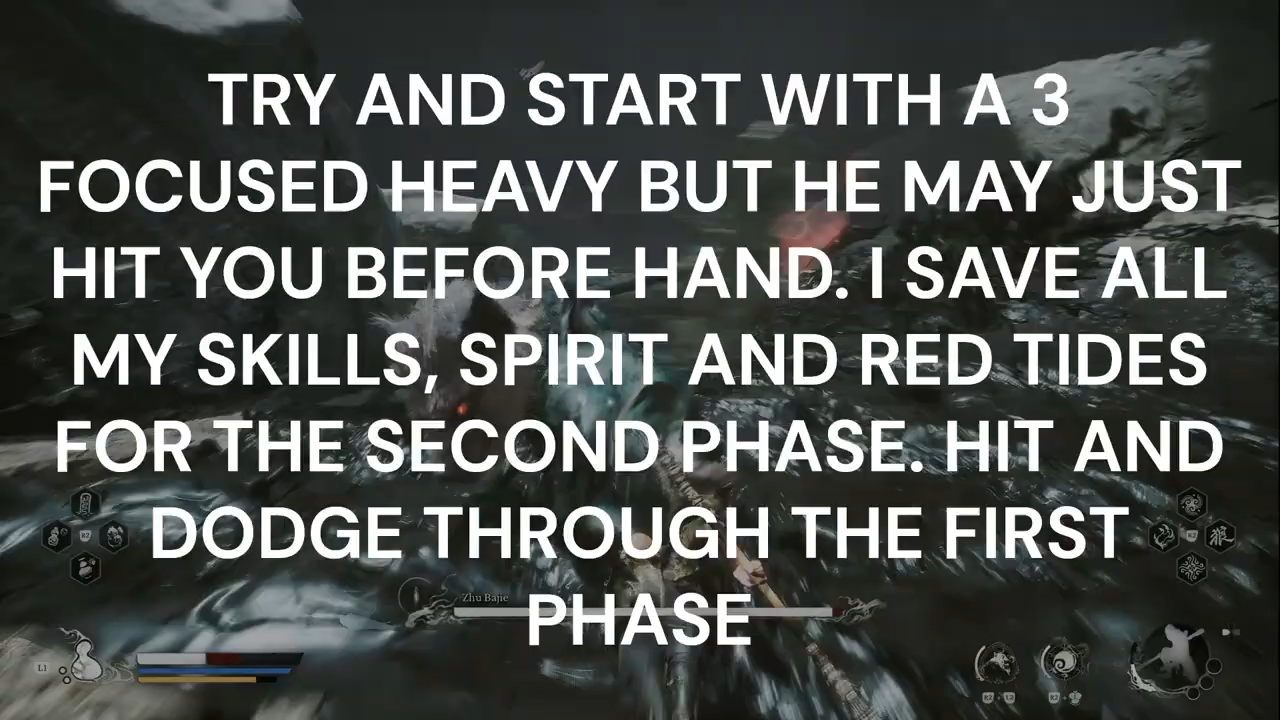 TRY AND START WITH A 3
FOCUSED HEAVY BUT HE MAY JUST
HIT YOU BEFORE HAND. I SAVE ALL
MY SKILLS, SPIRIT AND RED TIDES
FOR THE SECOND PHASE. HIT AND
DODGE THROUGH THE FIRST
PHASE
Zhu Bajie
L1